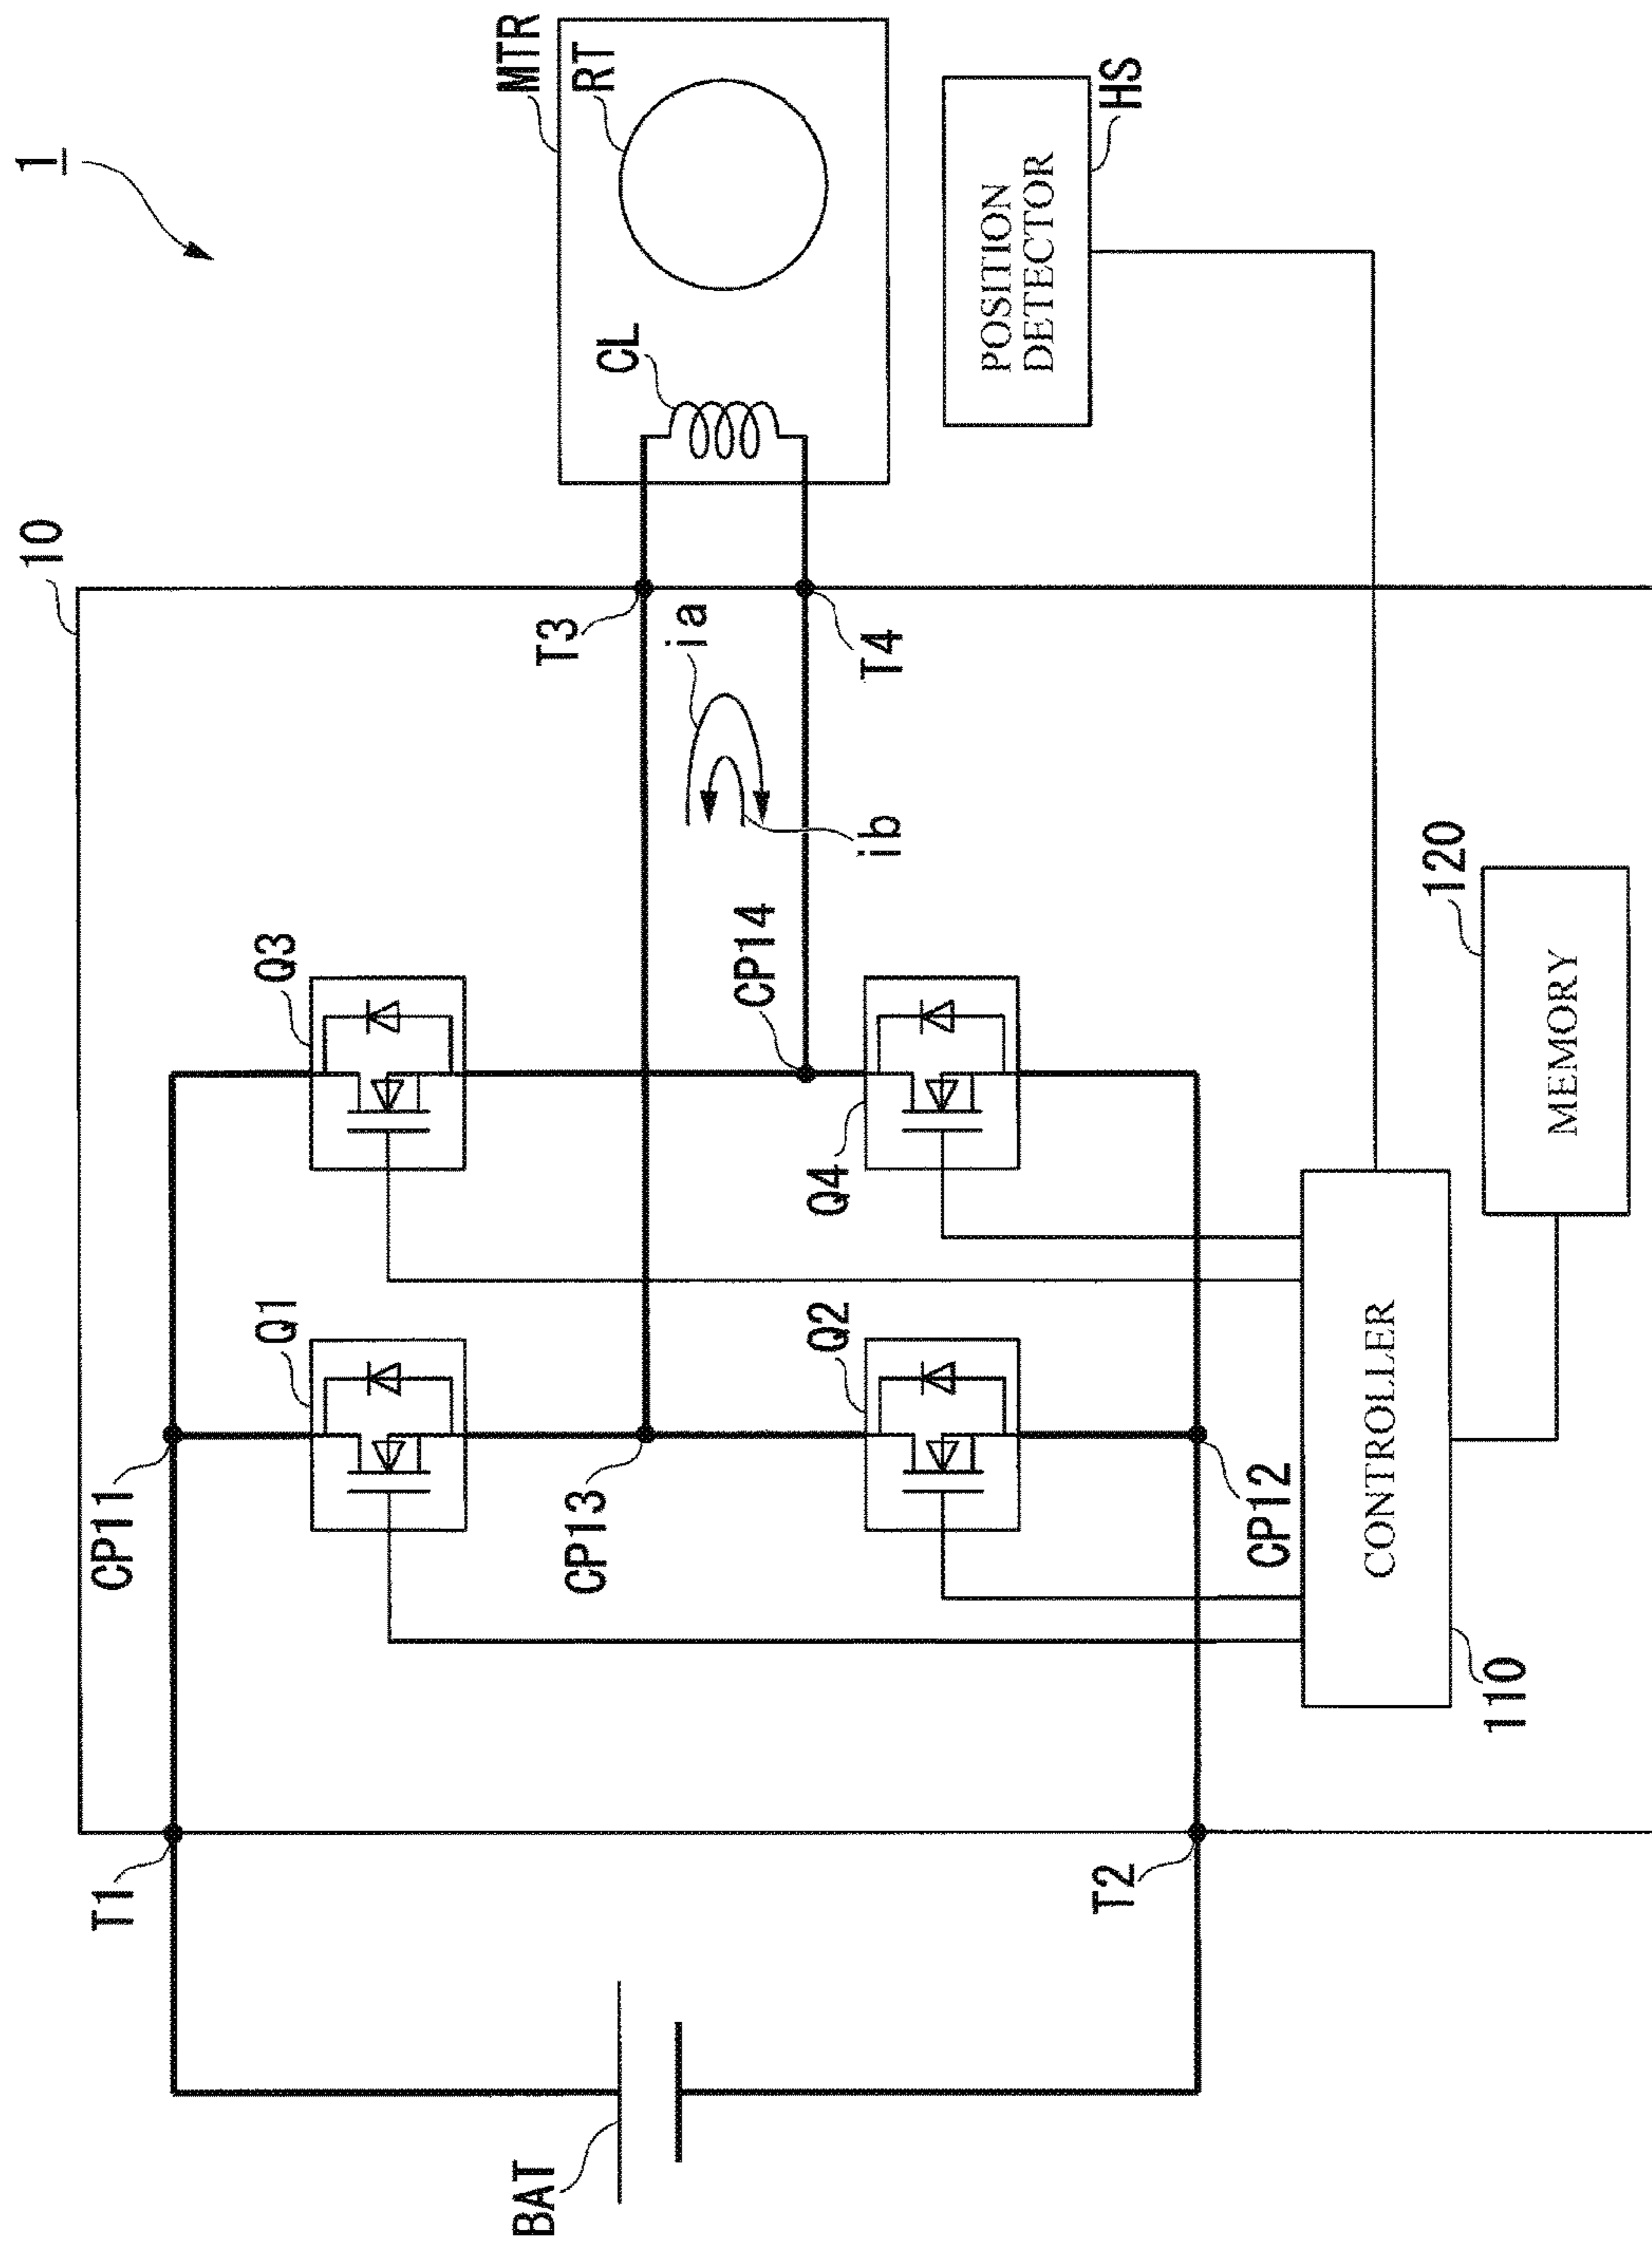 1
10
MTR
RT
CL
T3
T4
ia
ib
POSITION
DETECTOR
HS
Q3
CP14
Q4
Q1
Q2
CP11
CP13
CP12
T1
T2
BAT
CONTROLLER
110
MEMORY
120